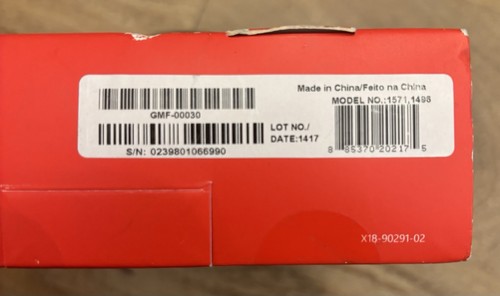 Made in China/Feito na China
MODEL NO.:1571,1498
GMF-00030
LOT NO./
DATE:1417
S/N: 0239801066990
8 85370 20217 5
X18-90291-02